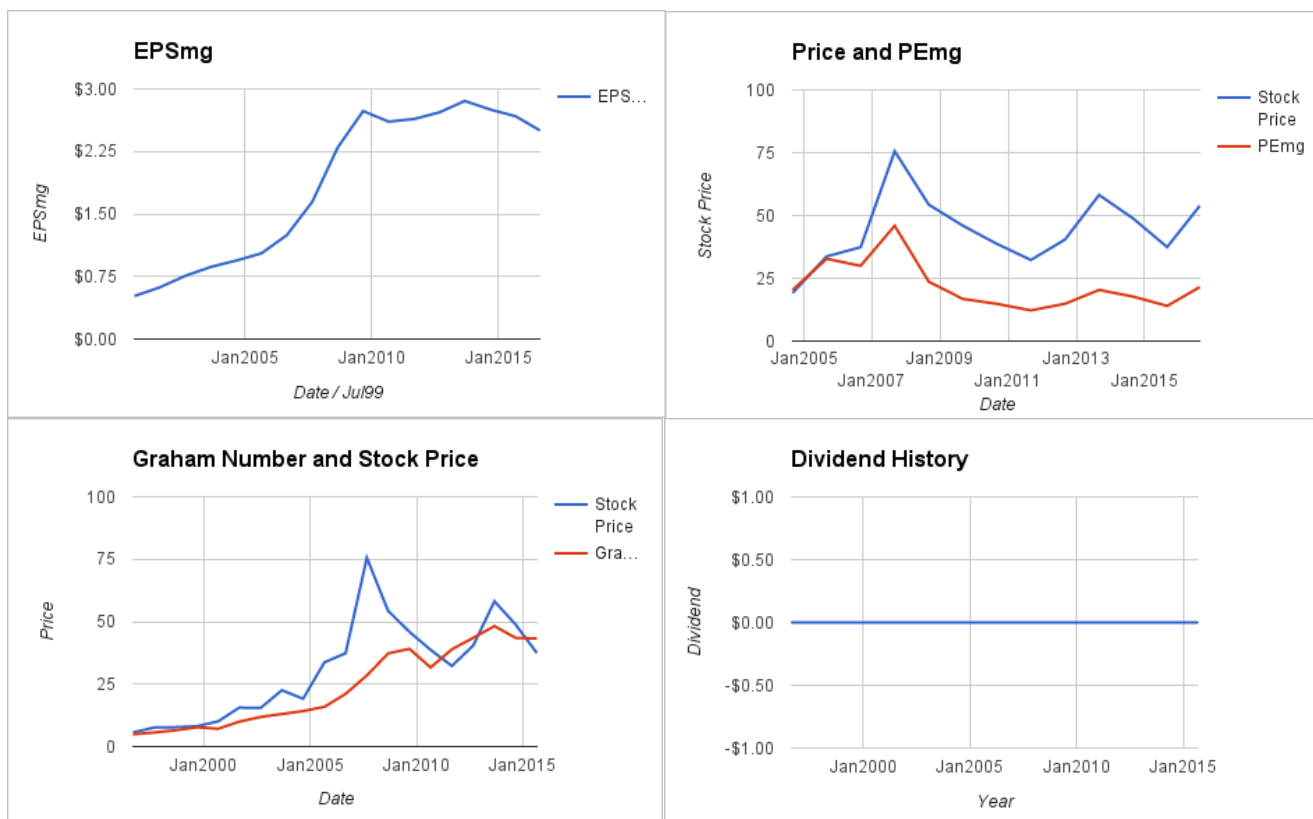 EPSmg
$3.00
$2.25
$1.50
$0.75
$0.00
EPSmg
Jan2005
Jan2010
Jan2015
Date / Jul99
EPS...
Price and PEmg
100
75
50
25
0
Stock Price
Jan2005
Jan2009
Jan2013
Jan2007
Jan2011
Jan2015
Date
Stock
Price
PEmg
Graham Number and Stock Price
100
75
50
25
0
Price
Jan2000
Jan2005
Jan2010
Jan2015
Date
Stock
Price
Gra...
Dividend History
$1.00
$0.50
$0.00
-$0.50
-$1.00
Dividend
Jan2000
Jan2005
Jan2010
Jan2015
Year